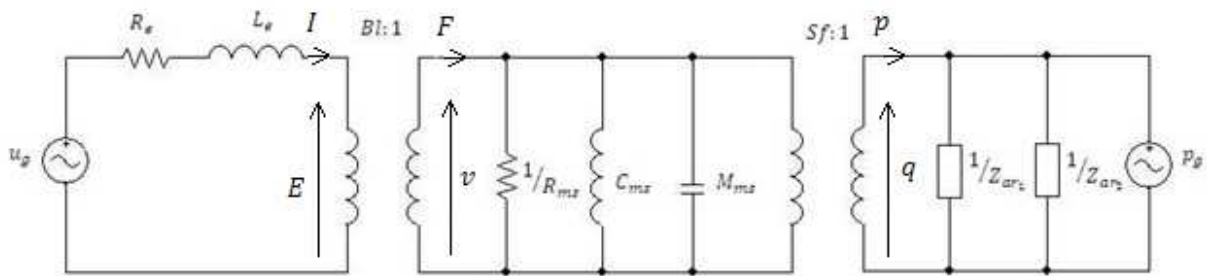 R_e
L_e
I
Bl:1
F
Sf:1
p
u_g
E
v
1/R_ms
C_ms
M_ms
q
1/Z_ar₁
1/Z_ar₂
p_g